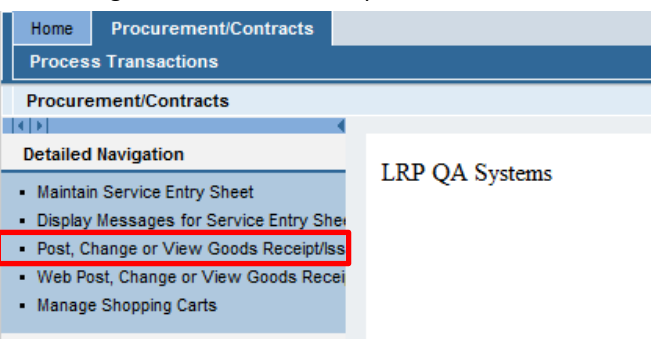 Home Procurement/Contracts
Process Transactions
Procurement/Contracts
Detailed Navigation
LRP QA Systems
Maintain Service Entry Sheet
Display Messages for Service Entry She
Post, Change or View Goods Receipt/Iss
Web Post, Change or View Goods Recei
Manage Shopping Carts